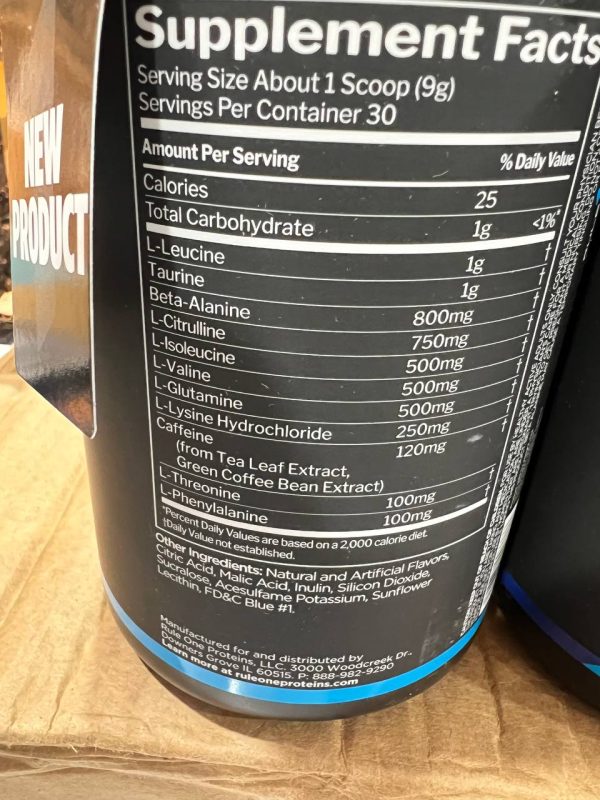 NEW
PRODUCT
Supplement Facts
Serving Size About 1 Scoop (9g)
Servings Per Container 30
Amount Per Serving % Daily Value
Calories 25
Total Carbohydrate 1g <1%*
L-Leucine 1g †
Taurine 1g †
Beta-Alanine 800mg †
L-Citrulline 750mg †
L-Isoleucine 500mg †
L-Valine 500mg †
L-Glutamine 500mg †
L-Lysine Hydrochloride 250mg †
Caffeine 120mg
(from Tea Leaf Extract,
Green Coffee Bean Extract)
L-Threonine 100mg †
L-Phenylalanine 100mg †
*Percent Daily Values are based on a 2,000 calorie diet.
†Daily Value not established.
Other Ingredients: Natural and Artificial Flavors,
Citric Acid, Malic Acid, Inulin, Silicon Dioxide,
Sucralose, Acesulfame Potassium, Sunflower
Lecithin, FD&C Blue #1.
Manufactured for and distributed by
Rule One Proteins, LLC. 3000 Woodcreek Dr.,
Downers Grove IL 60515. P: 888-982-9290
Learn more at ruleoneproteins.com